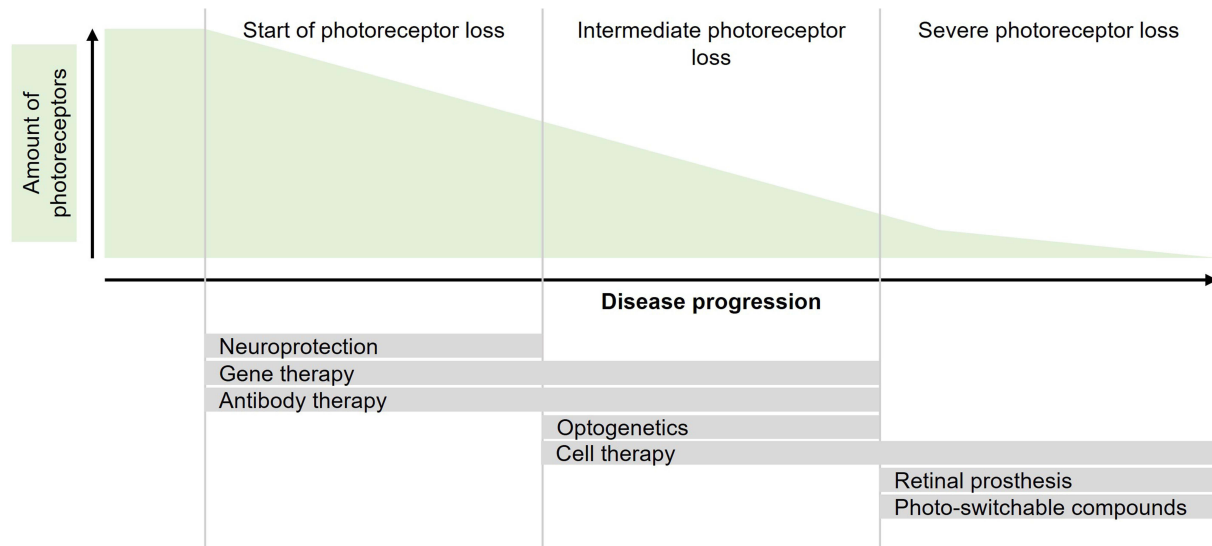 Start of photoreceptor loss
Intermediate photoreceptor
loss
Severe photoreceptor loss
Amount of
photoreceptors
Disease progression
Neuroprotection
Gene therapy
Antibody therapy
Optogenetics
Cell therapy
Retinal prosthesis
Photo-switchable compounds